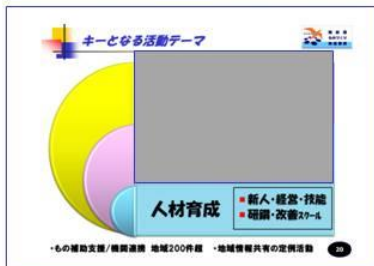 キーとなる活動テーマ
人材育成
▪新人・経営・技能
▪研鑽・改善スクール
・もの補助支援/機関連携 地域200件超 ・地域情報共有の定例活動
20